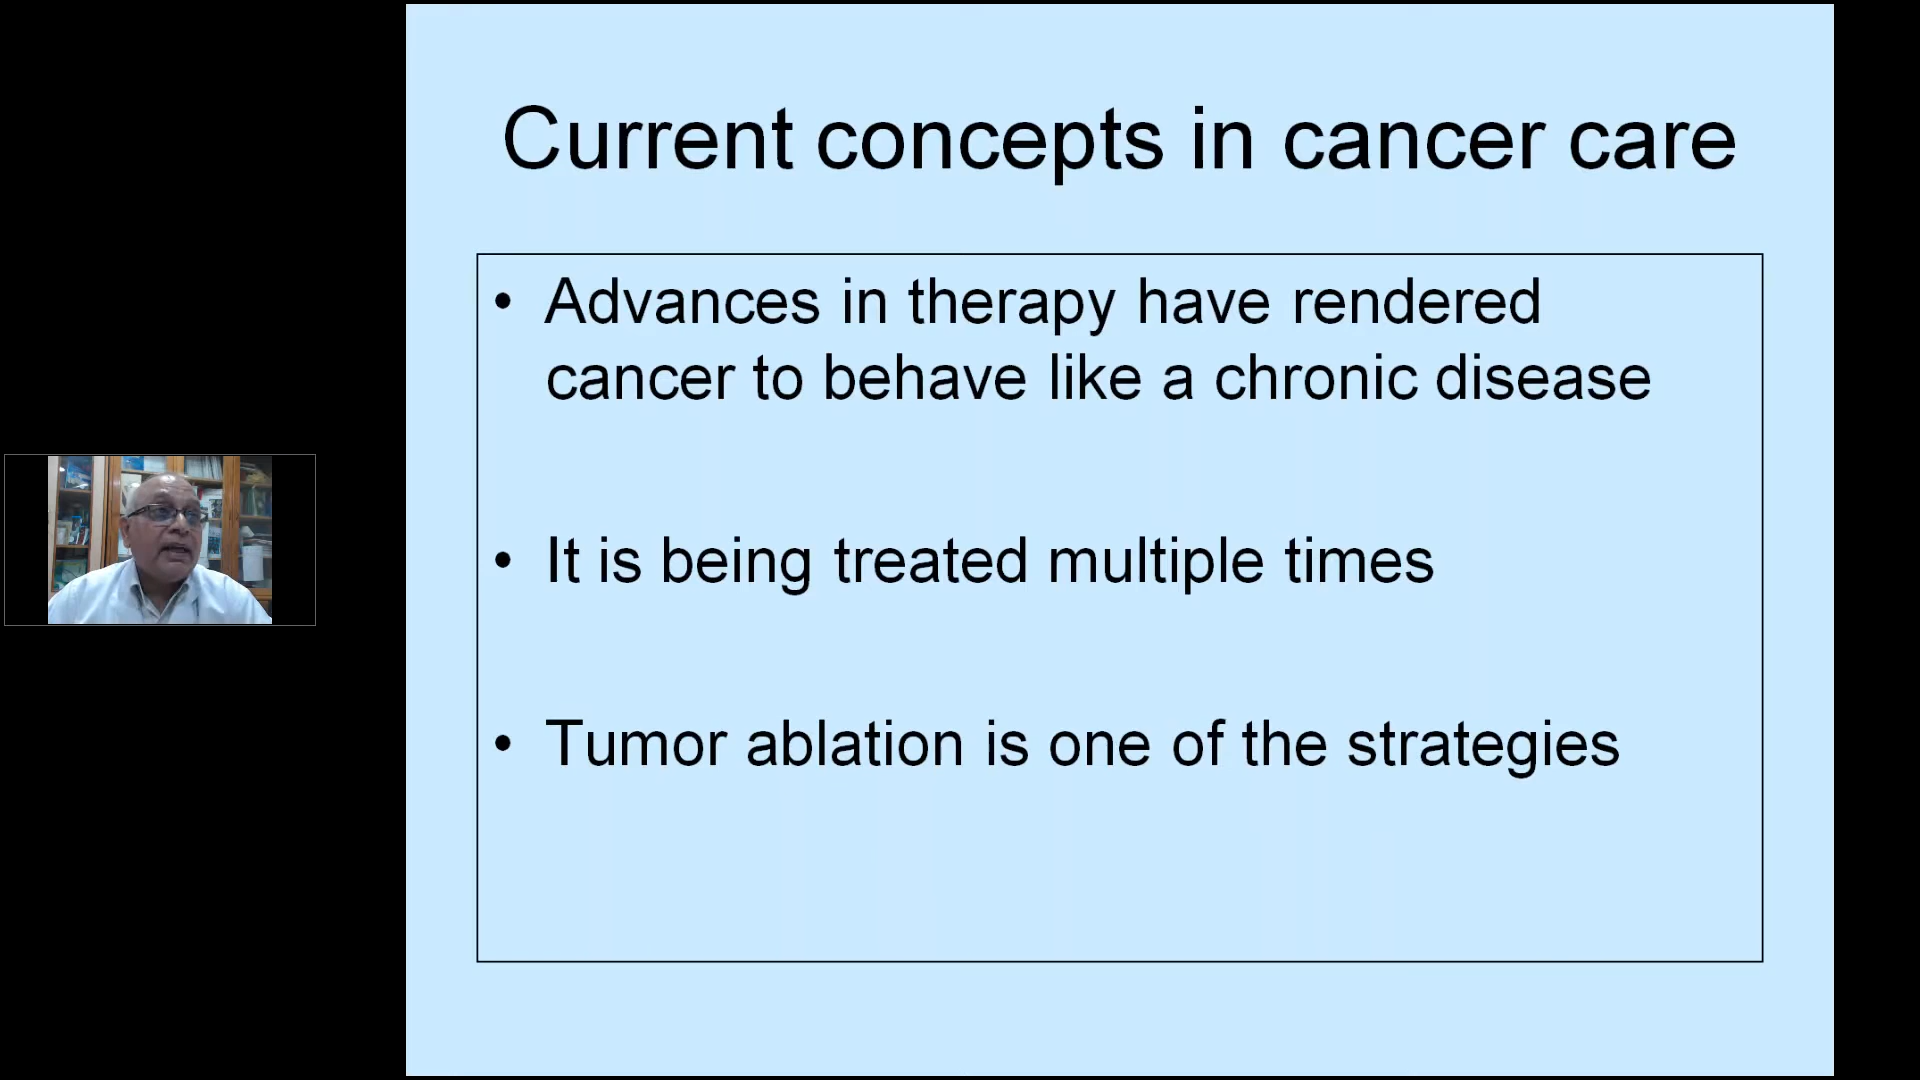 Current concepts in cancer care
• Advances in therapy have rendered
cancer to behave like a chronic disease
• It is being treated multiple times
• Tumor ablation is one of the strategies